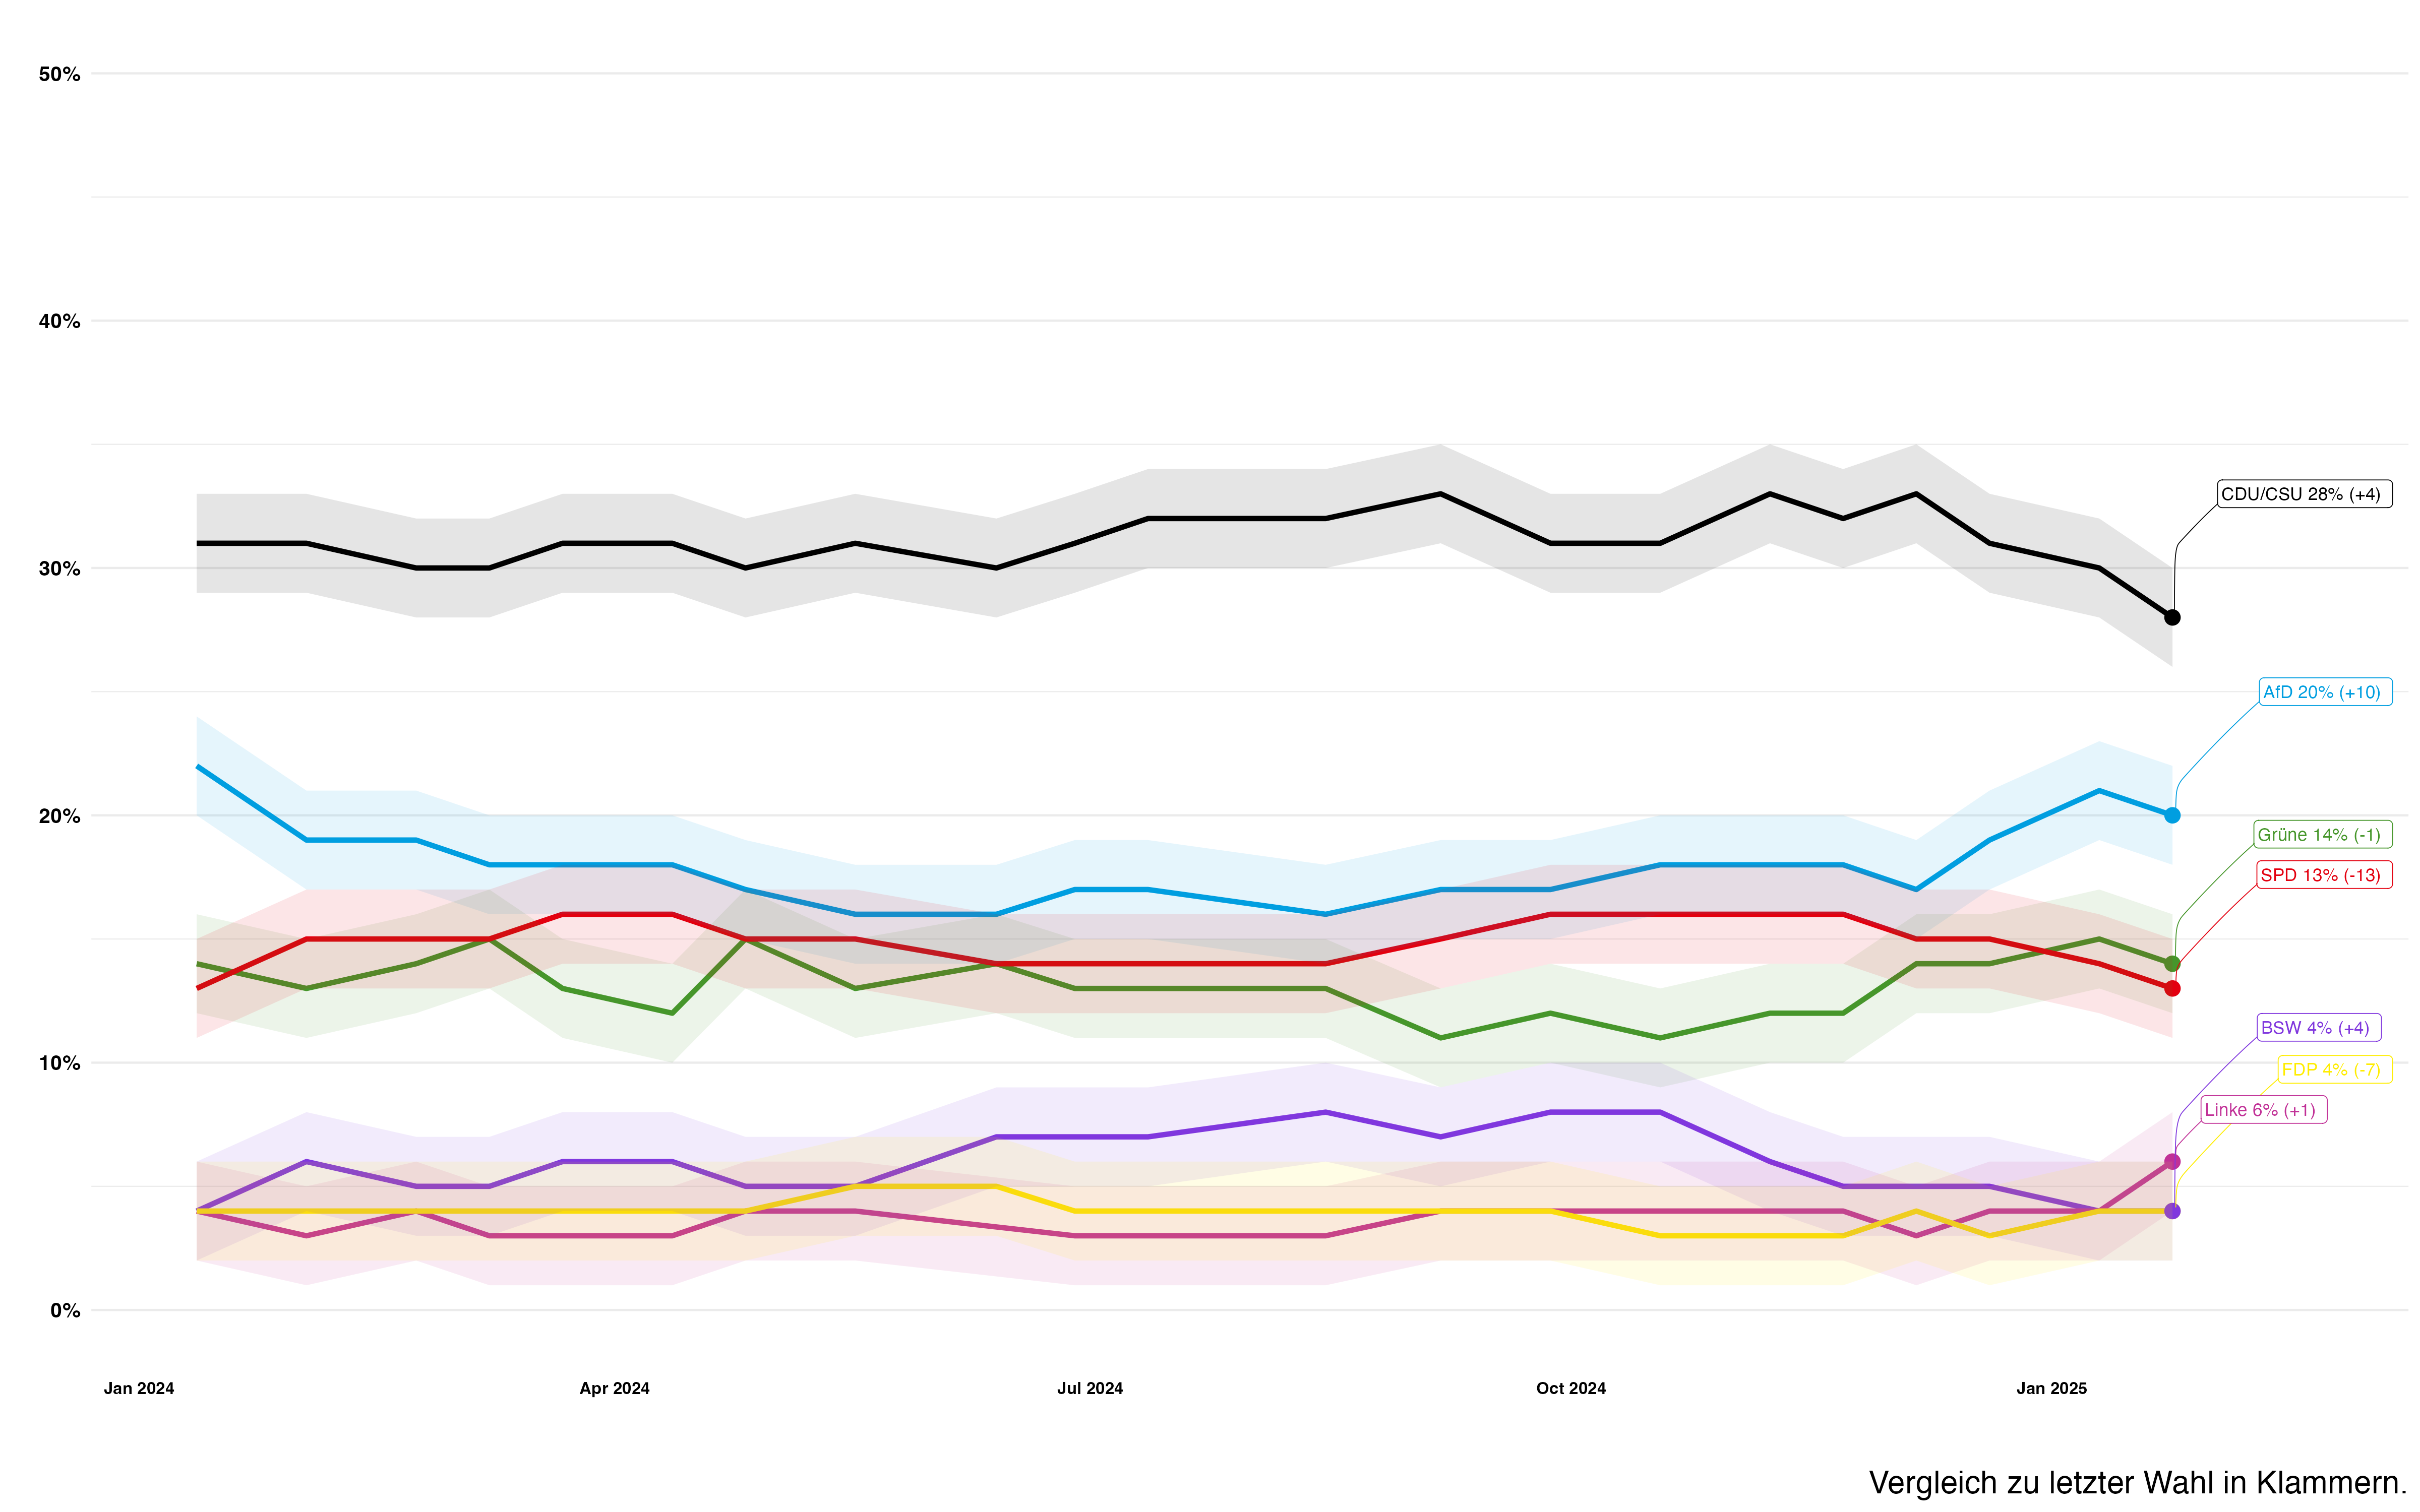 50%
40%
30%
20%
10%
0%
CDU/CSU 28% (+4)
AfD 20% (+10)
Grüne 14% (-1)
SPD 13% (-13)
BSW 4% (+4)
FDP 4% (-7)
Linke 6% (+1)
Jan 2024
Apr 2024
Jul 2024
Oct 2024
Jan 2025
Vergleich zu letzter Wahl in Klammern.